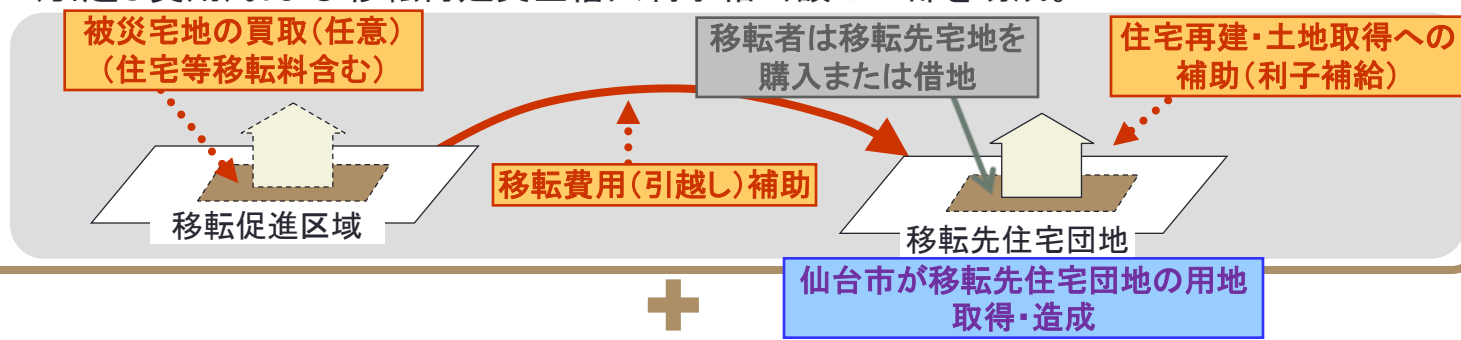 被災宅地の買取(任意)
(住宅等移転料含む)
移転者は移転先宅地を
購入または借地
住宅再建・土地取得への
補助(利子補給)
移転費用(引越し)補助
移転促進区域
移転先住宅団地
仙台市が移転先住宅団地の用地
取得・造成